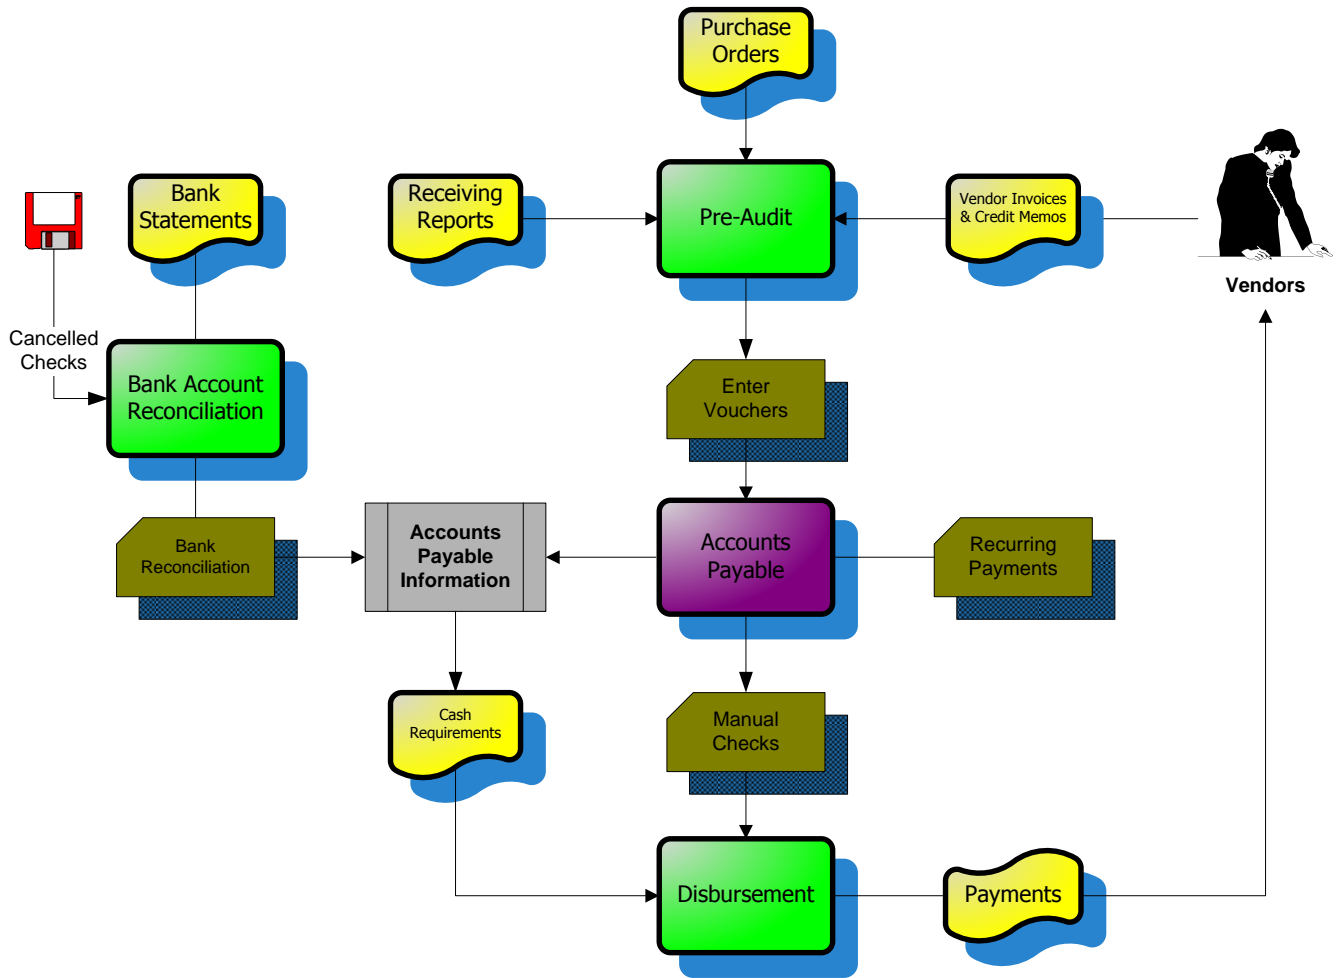 Purchase
Orders
Bank
Statements
Receiving
Reports
Pre-Audit
Vendor Invoices
& Credit Memos
Vendors
Cancelled
Checks
Bank Account
Reconciliation
Enter
Vouchers
Bank
Reconciliation
Accounts
Payable
Information
Accounts
Payable
Recurring
Payments
Cash
Requirements
Manual
Checks
Disbursement
Payments